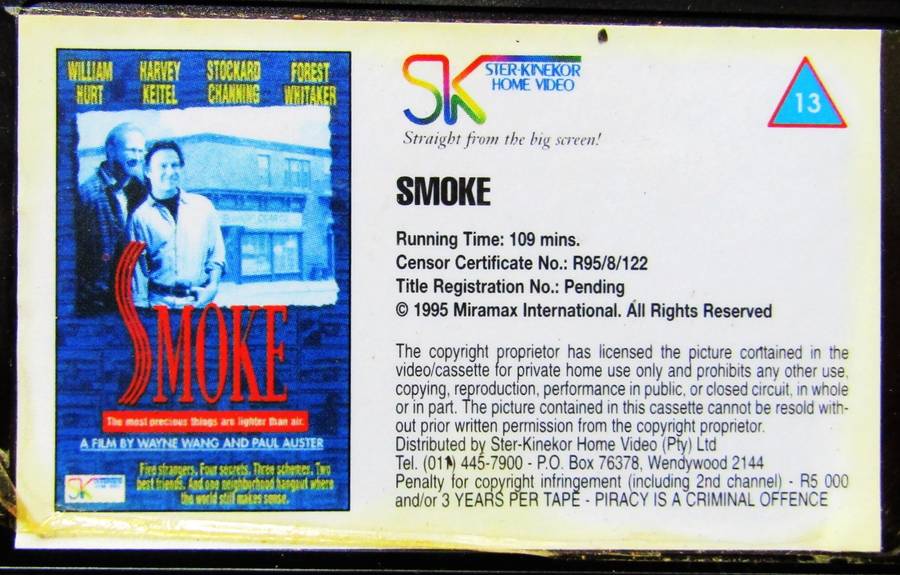 WILLIAM HURT
HARVEY KEITEL
STOCKARD CHANNING
FOREST WHITAKER
SMOKE
The most precious things are lighter than air.
A FILM BY WAYNE WANG AND PAUL AUSTER
Five strangers. Four secrets. Three schemes. Two
best friends. And one neighborhood hangout where
the world still makes sense.
SK
SK STER-KINEKOR
HOME VIDEO
Straight from the big screen!
13
SMOKE
Running Time: 109 mins.
Censor Certificate No.: R95/8/122
Title Registration No.: Pending
© 1995 Miramax International. All Rights Reserved
The copyright proprietor has licensed the picture contained in the
video/cassette for private home use only and prohibits any other use,
copying, reproduction, performance in public, or closed circuit, in whole
or in part. The picture contained in this cassette cannot be resold with-
out prior written permission from the copyright proprietor.
Distributed by Ster-Kinekor Home Video (Pty) Ltd
Tel. (011) 445-7900 - P.O. Box 76378, Wendywood 2144
Penalty for copyright infringement (including 2nd channel) - R5 000
and/or 3 YEARS PER TAPE - PIRACY IS A CRIMINAL OFFENCE